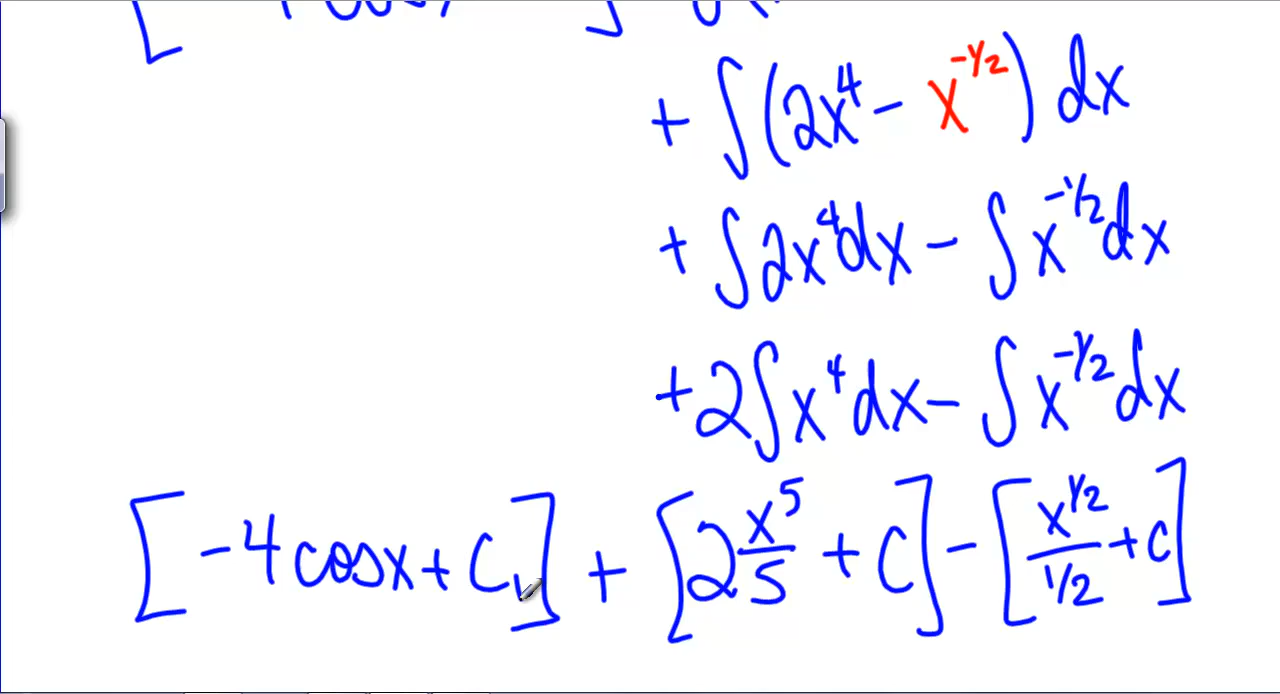 + ∫(2x⁴ - x^(-1/2)) dx
+ ∫2x⁴dx - ∫x^(-1/2)dx
+ 2∫x⁴dx - ∫x^(-1/2)dx
[-4cosx + C₁] + [2 x⁵/5 + C] - [x^(1/2)/(1/2) + C]